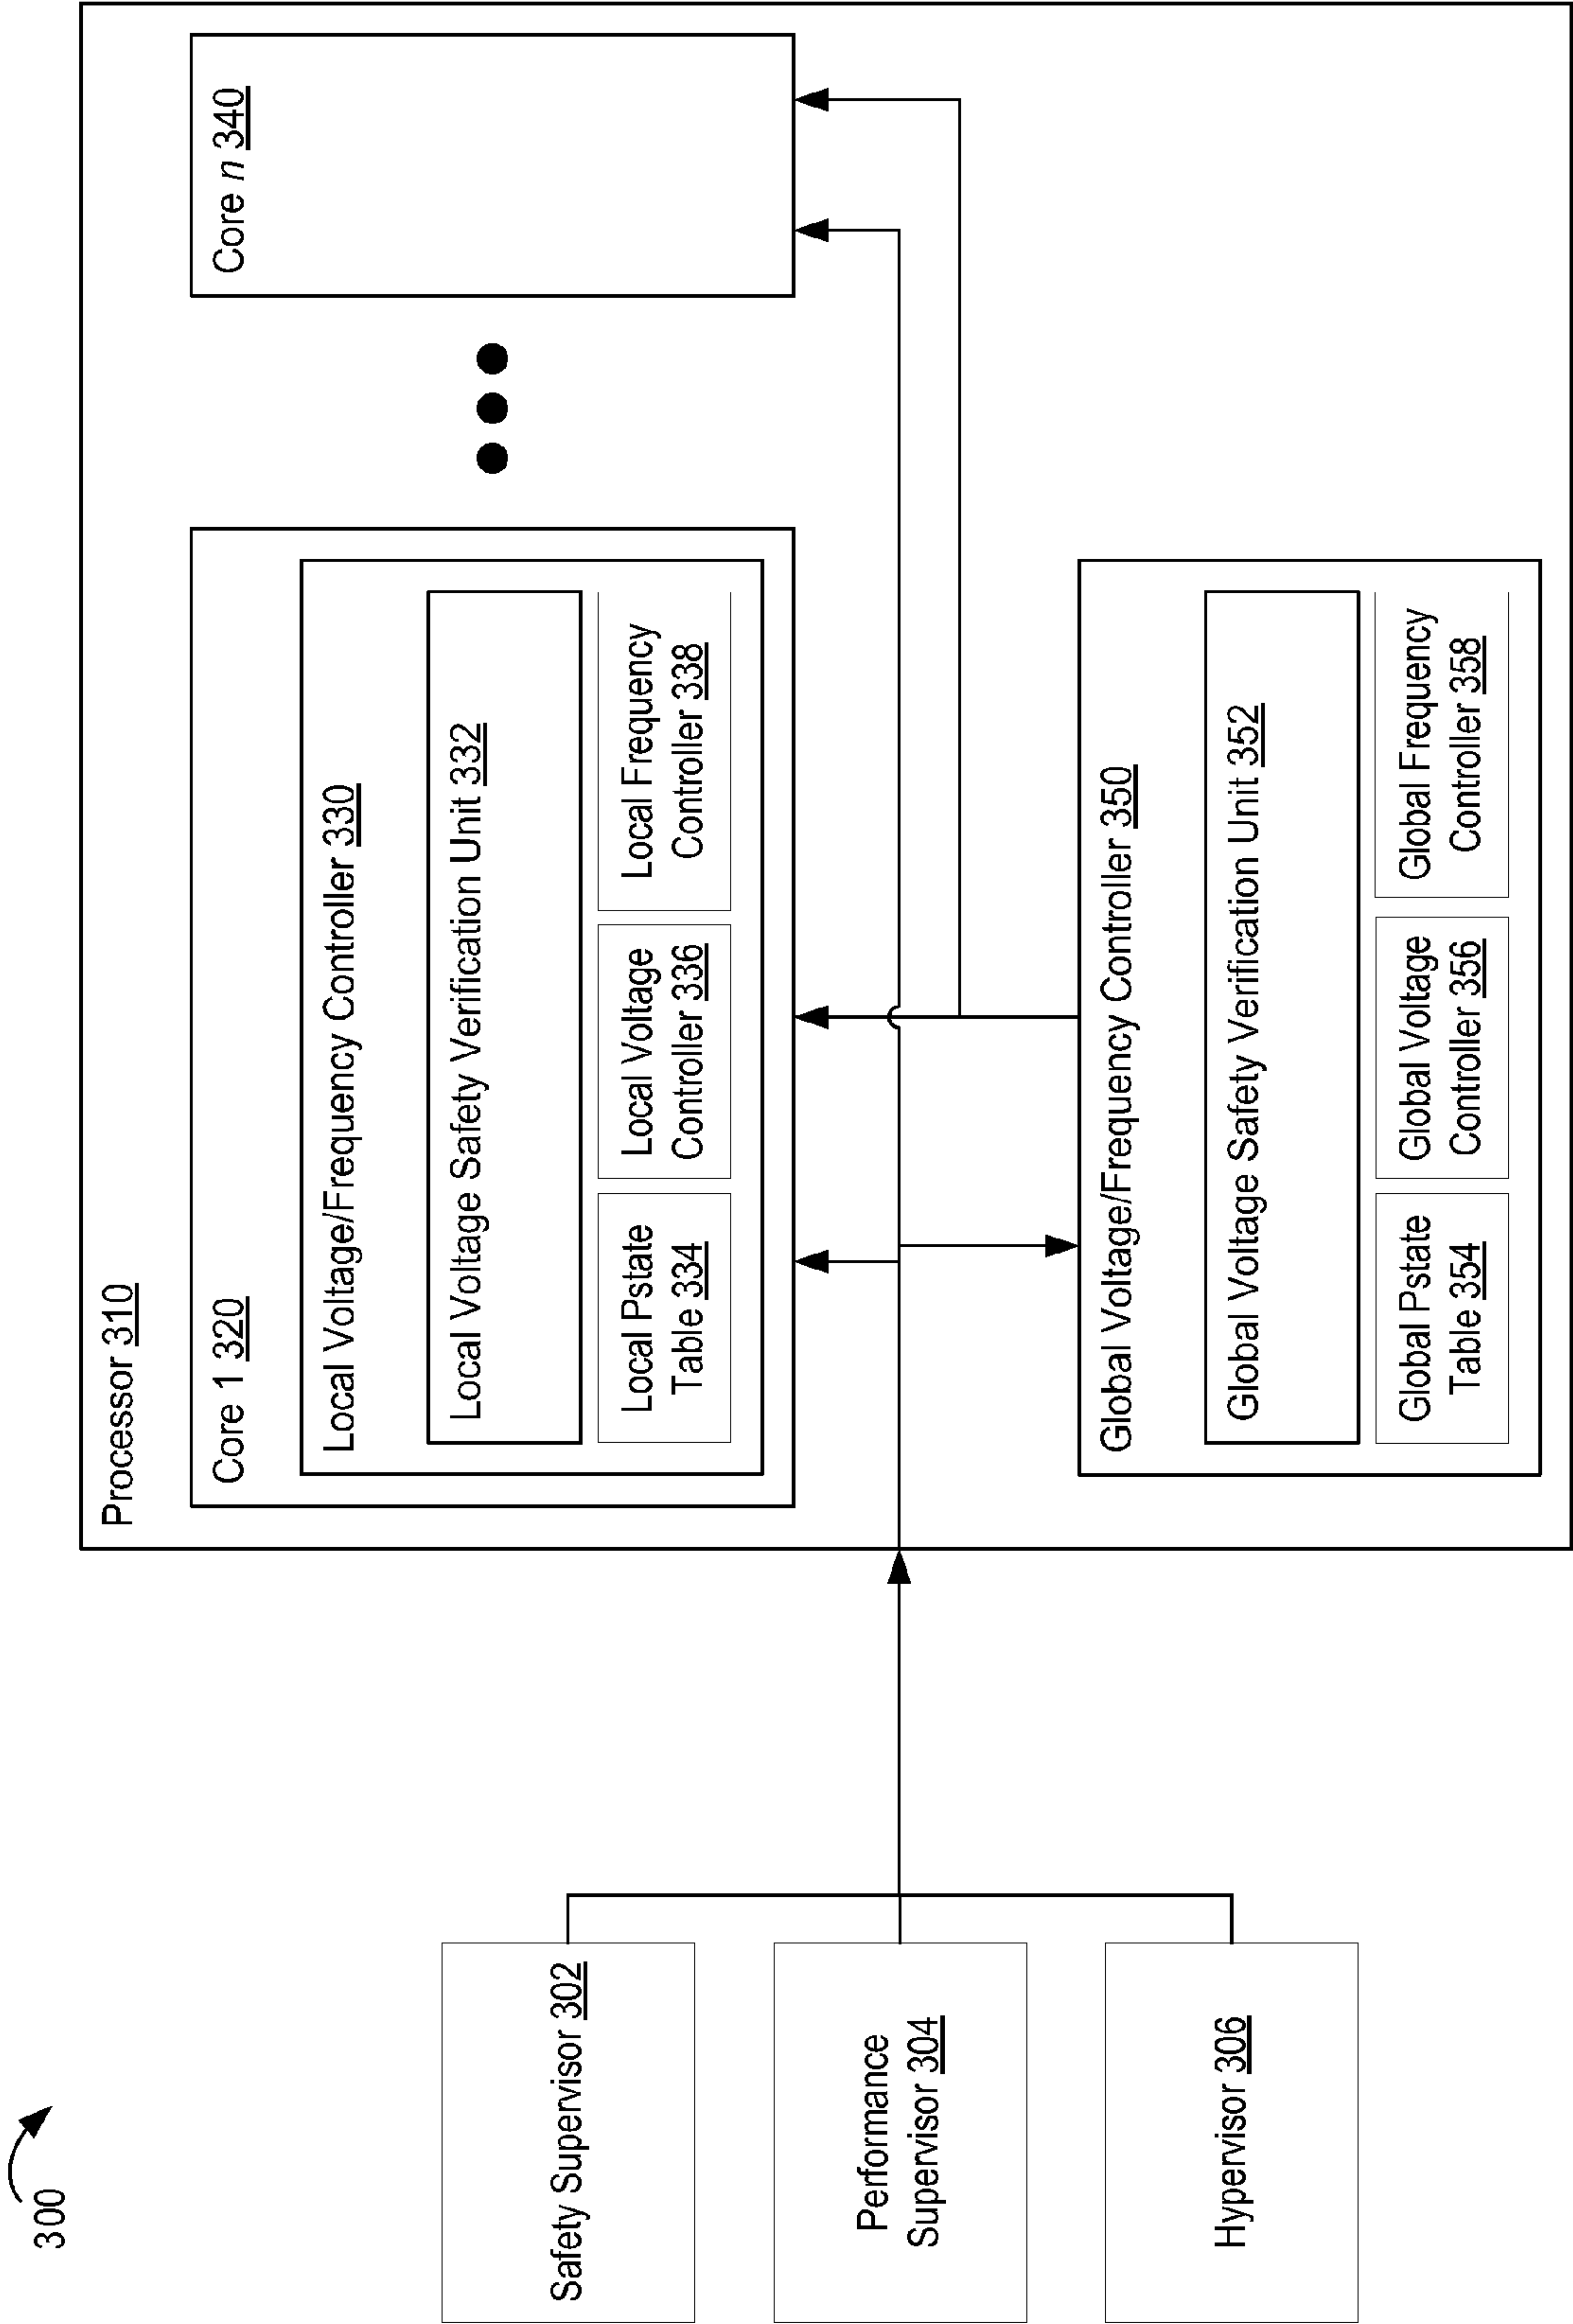 300
Safety Supervisor 302
Performance
Supervisor 304
Hypervisor 306
Processor 310
Core 1 320
Local Voltage/Frequency Controller 330
Local Voltage Safety Verification Unit 332
Local Pstate
Table 334
Local Voltage
Controller 336
Local Frequency
Controller 338
Core n 340
Global Voltage/Frequency Controller 350
Global Voltage Safety Verification Unit 352
Global Pstate
Table 354
Global Voltage
Controller 356
Global Frequency
Controller 358